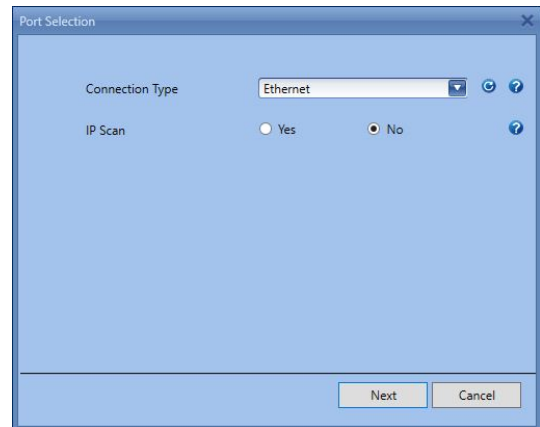 Port Selection
Connection Type Ethernet
IP Scan Yes No
Next Cancel